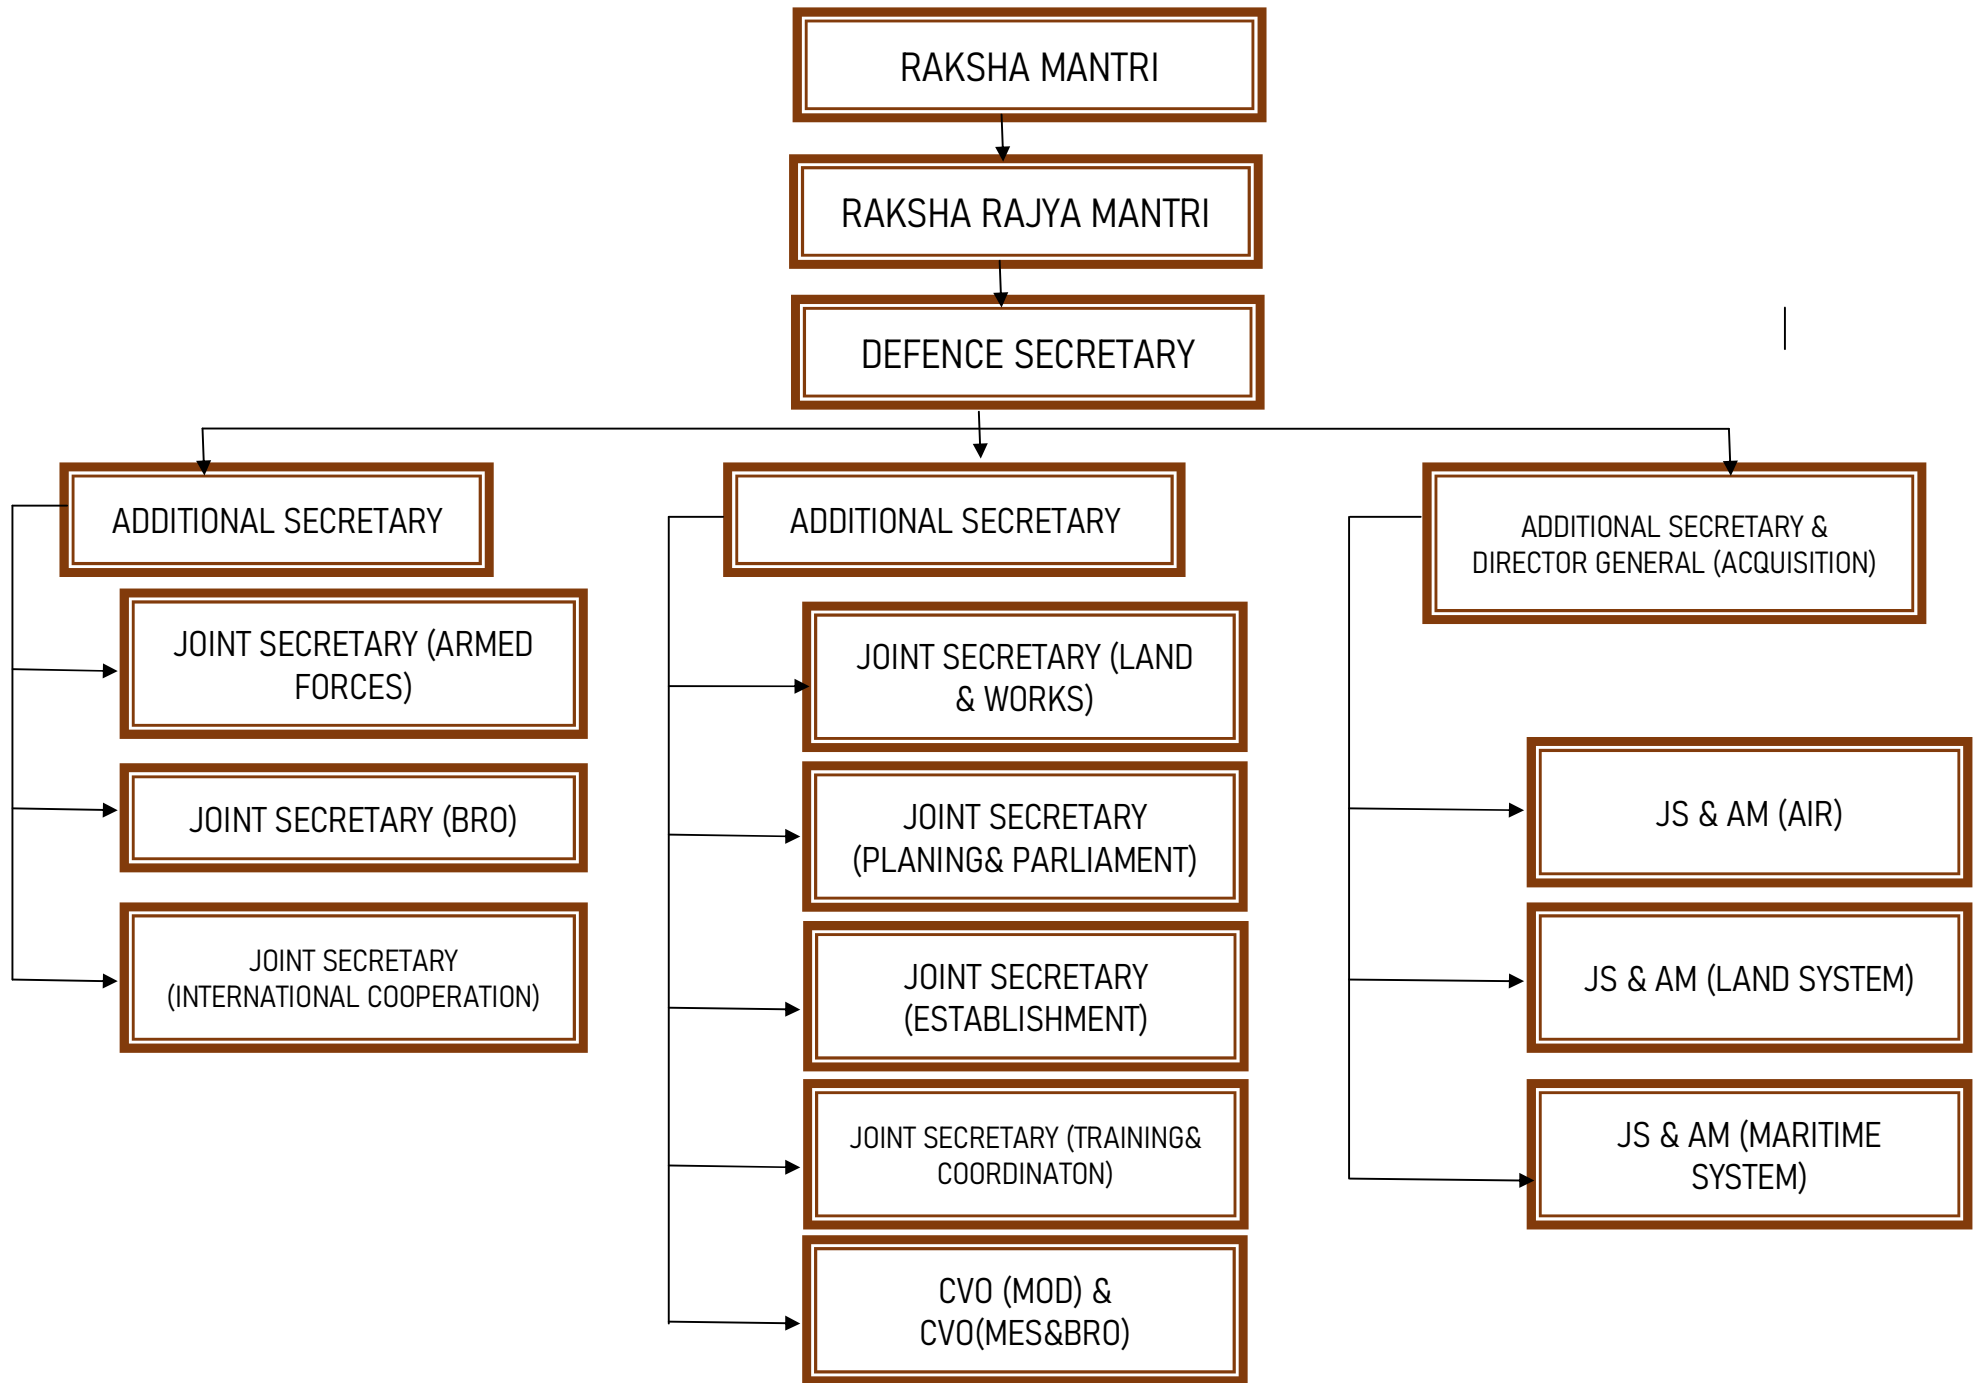 RAKSHA MANTRI
RAKSHA RAJYA MANTRI
DEFENCE SECRETARY
ADDITIONAL SECRETARY
JOINT SECRETARY (ARMED
FORCES)
JOINT SECRETARY (BRO)
JOINT SECRETARY
(INTERNATIONAL COOPERATION)
ADDITIONAL SECRETARY
JOINT SECRETARY (LAND
& WORKS)
JOINT SECRETARY
(PLANING& PARLIAMENT)
JOINT SECRETARY
(ESTABLISHMENT)
JOINT SECRETARY (TRAINING&
COORDINATON)
CVO (MOD) &
CVO(MES&BRO)
ADDITIONAL SECRETARY &
DIRECTOR GENERAL (ACQUISITION)
JS & AM (AIR)
JS & AM (LAND SYSTEM)
JS & AM (MARITIME
SYSTEM)